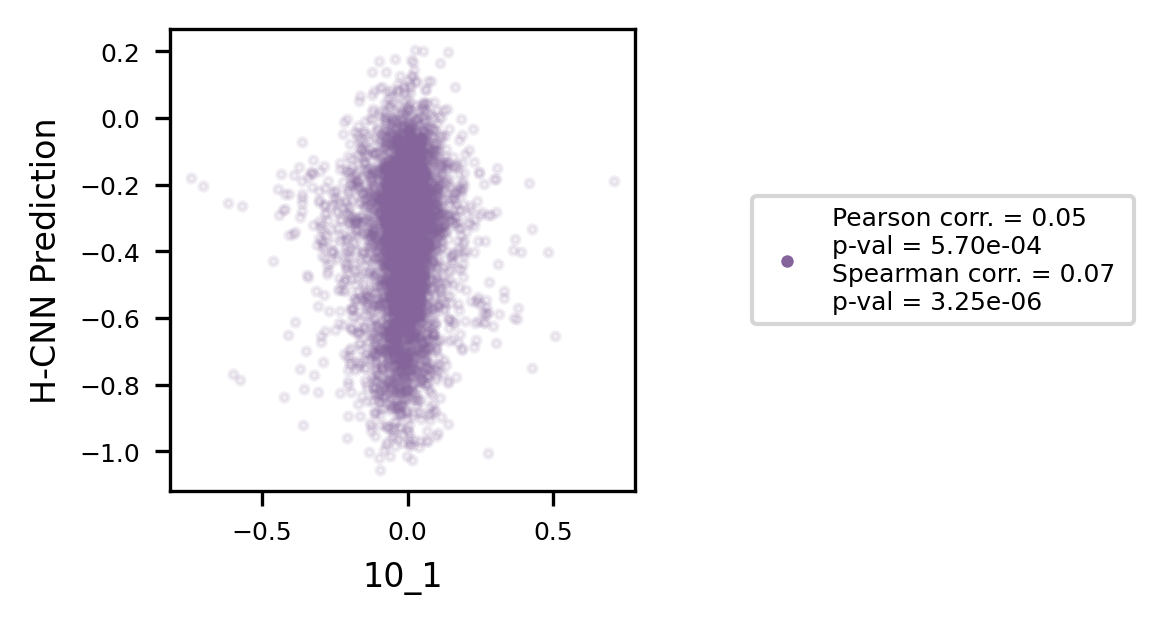 0.2
0.0
−0.2
−0.4
−0.6
−0.8
−1.0
H-CNN Prediction
−0.5 0.0 0.5
10_1
Pearson corr. = 0.05
p-val = 5.70e-04
Spearman corr. = 0.07
p-val = 3.25e-06